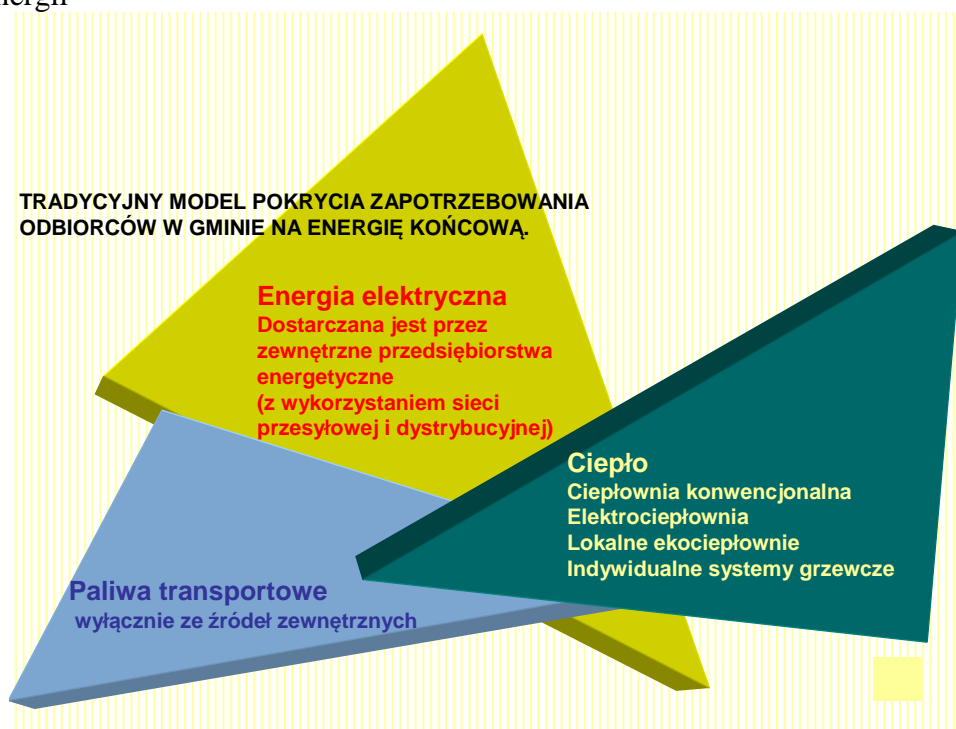 TRADYCYJNY MODEL POKRYCIA ZAPOTRZEBOWANIA
ODBIORCÓW W GMINIE NA ENERGIĘ KOŃCOWĄ.
Energia elektryczna
Dostarczana jest przez
zewnętrzne przedsiębiorstwa
energetyczne
(z wykorzystaniem sieci
przesyłowej i dystrybucyjnej)
Ciepło
Ciepłownia konwencjonalna
Elektrociepłownia
Lokalne ekociepłownie
Indywidualne systemy grzewcze
Paliwa transportowe
wyłącznie ze źródeł zewnętrznych